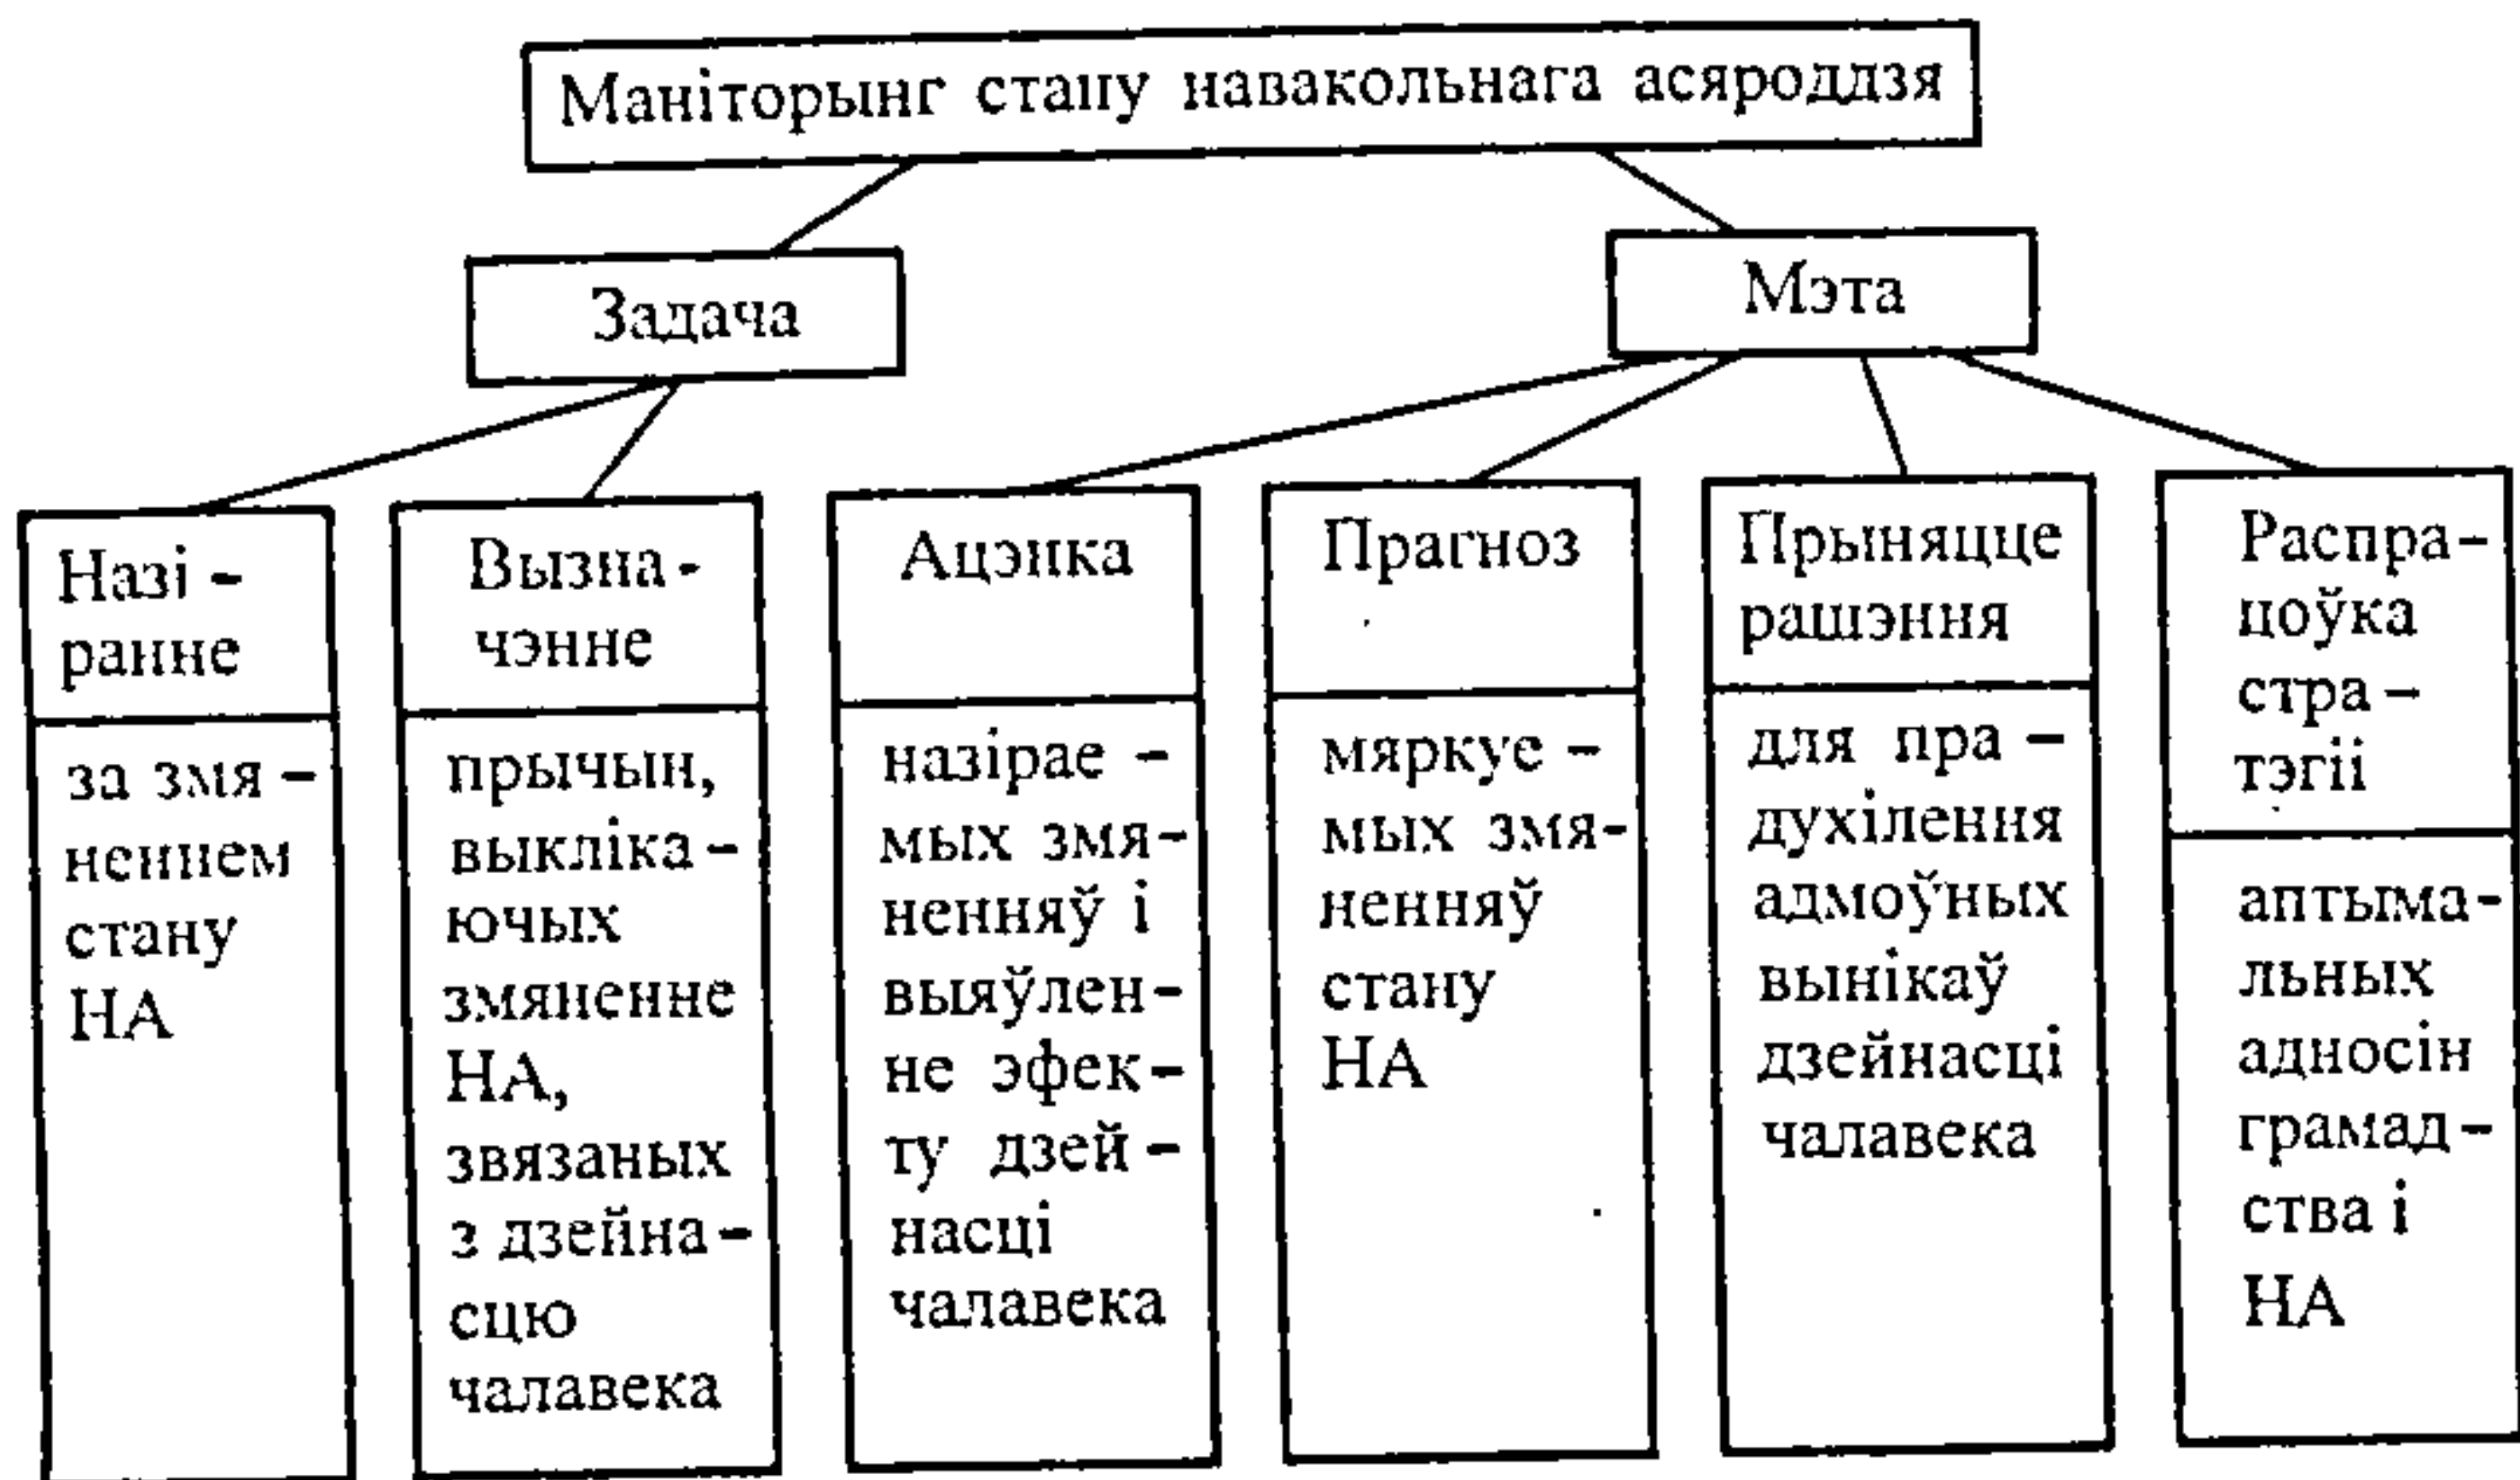 Маніторынг стану навакольнага асяроддзя
Задача
Мэта
Назі-
ранне
за змя-
неннем
стану
НА
Вызна-
чэнне
прычын,
выкліка-
ючых
змяненне
НА,
звязаных
з дзейна-
сцю
чалавека
Ацэнка
назірае-
мых змя-
ненняў і
выяўлен-
не эфек-
ту дзей-
насці
чалавека
Прагноз
мяркуе-
мых змя-
ненняў
стану
НА
Прыняцце
рашэння
для пра-
духілення
адмоўных
вынікаў
дзейнасці
чалавека
Распра-
цоўка
стра-
тэгіі
аптыма-
льных
адносін
грамад-
ства і
НА